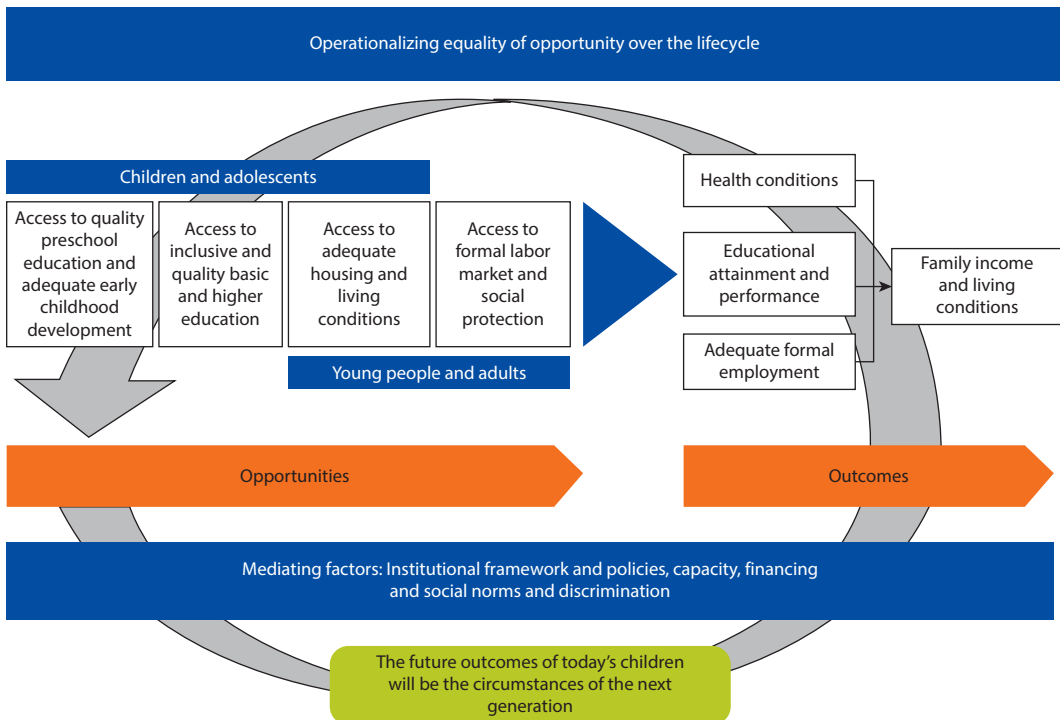 Operationalizing equality of opportunity over the lifecycle
Children and adolescents
Access to quality
preschool
education and
adequate early
childhood
development
Access to
inclusive and
quality basic
and higher
education
Access to
adequate
housing and
living
conditions
Access to
formal labor
market and
social
protection
Young people and adults
Health conditions
Educational
attainment and
performance
Adequate formal
employment
Family income
and living
conditions
Opportunities
Outcomes
Mediating factors: Institutional framework and policies, capacity, financing
and social norms and discrimination
The future outcomes of today's children
will be the circumstances of the next
generation